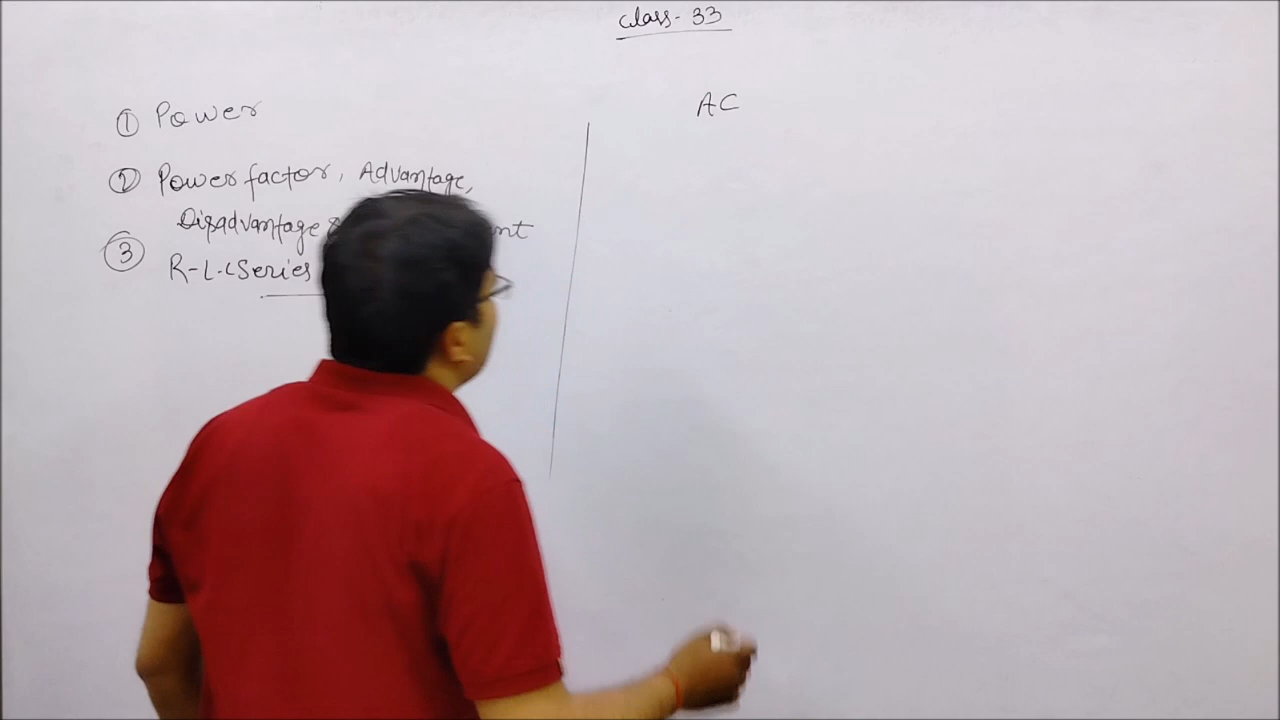 Class-33
① Power
② Power factor, Advantage,
Disadvantage
③ R-L.C Series
AC